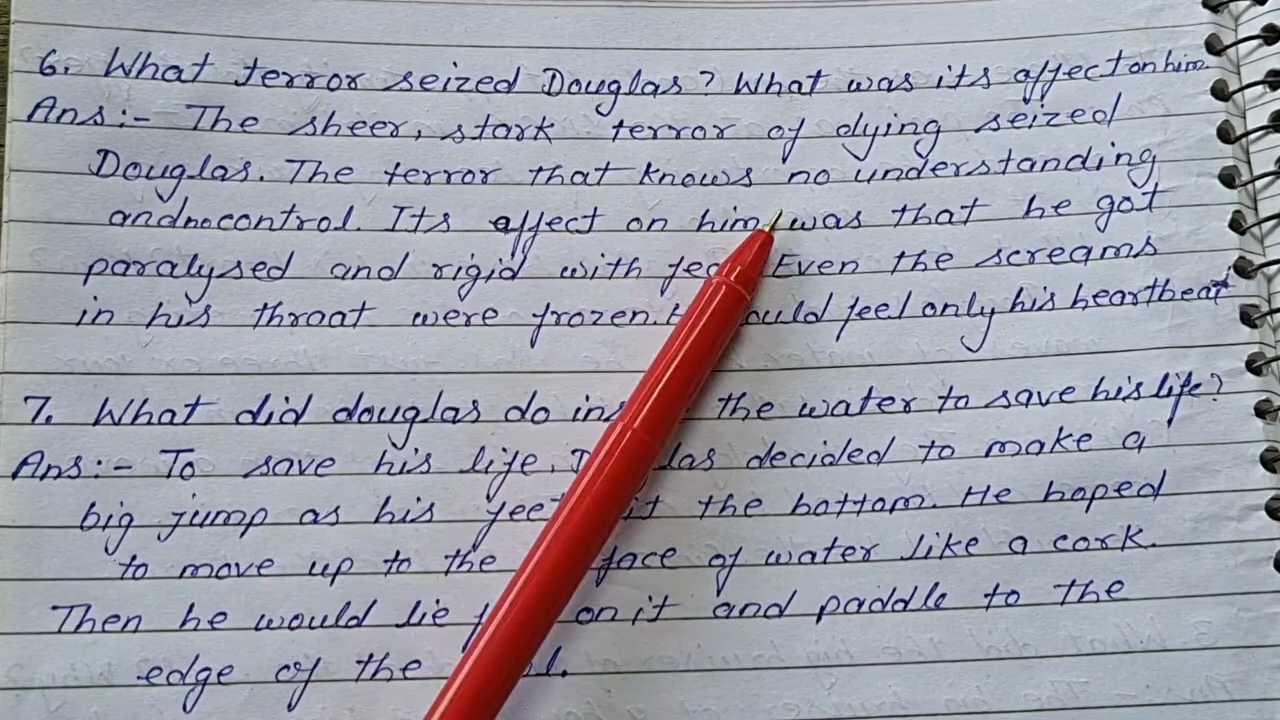 6. What terror seized Douglas? What was its affect on him.
Ans:- The sheer, stark terror of dying seized
Douglas. The terror that knows no understanding
and no control. Its affect on him was that he got
paralysed and rigid with Even the screams
in his throat were frozen. feel only his heartbeat
7. What did douglas do the water to save his life?
Ans:- To save his life, decided to make a
big jump as his feet the bottom. He hoped
to move up to the of water like a cork.
Then he would lie on it and paddle to the
edge of the